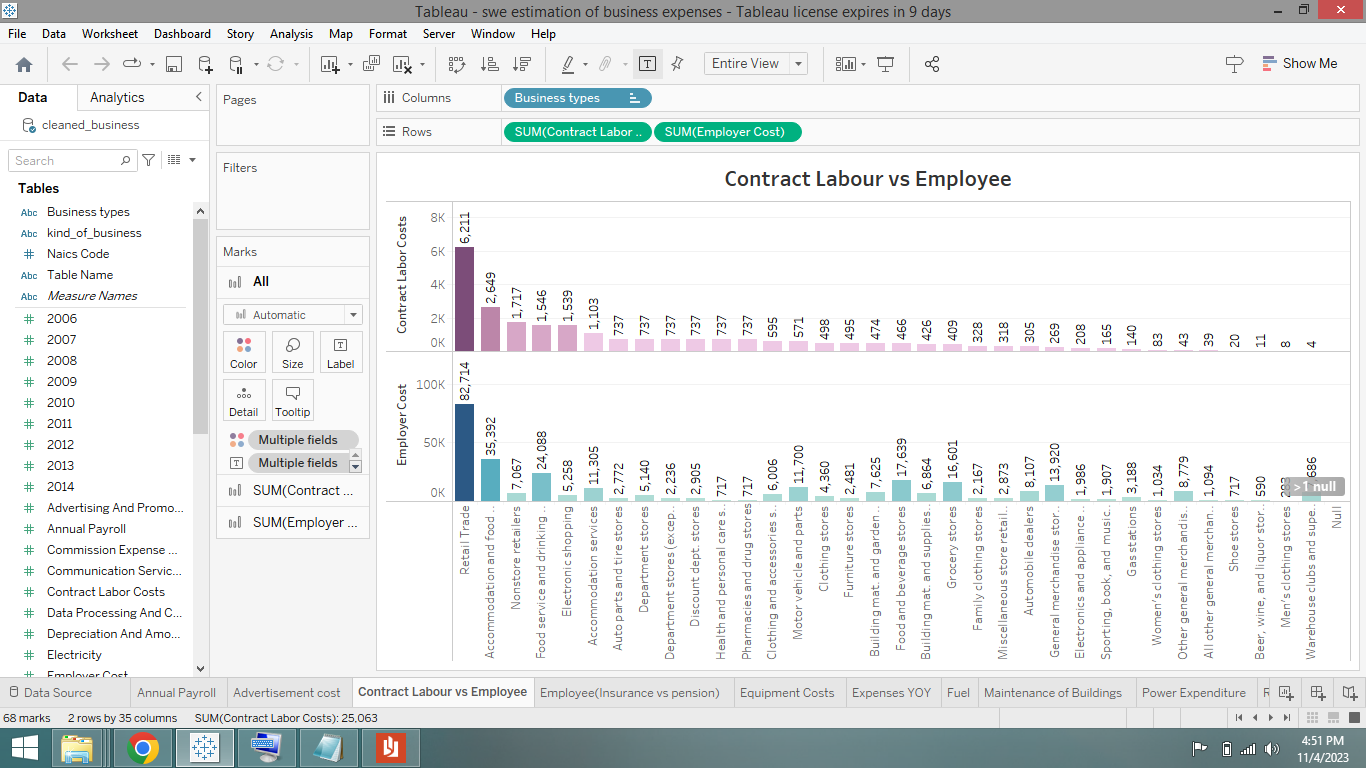 Tableau - swe estimation of business expenses - Tableau license expires in 9 days
File Data Worksheet Dashboard Story Analysis Map Format Server Window Help
Entire View
Show Me
Data Analytics
cleaned_business
Search
Tables
Abc Business types
Abc kind_of_business
# Naics Code
Abc Table Name
Abc Measure Names
# 2006
# 2007
# 2008
# 2009
# 2010
# 2011
# 2012
# 2013
# 2014
# Advertising And Promo...
# Annual Payroll
# Commission Expense ...
# Communication Servic...
# Contract Labor Costs
# Data Processing And C...
# Depreciation And Amo...
# Electricity
# Employer Cost
Pages
Filters
Marks
All
Automatic
Color Size Label
Detail Tooltip
Multiple fields
Multiple fields
SUM(Contract ...
SUM(Employer ...
Columns Business types
Rows SUM(Contract Labor .. SUM(Employer Cost)
Contract Labour vs Employee
Contract Labor Costs
8K
6K
4K
2K
0K
6,211 2,649 1,717 1,546 1,539 1,103 737 737 737 737 737 737 595 571 498 495 474 466 426 409 328 318 305 269 208 165 140 83 43 39 20 11 8 4
Employer Cost
100K
50K
0K
82,714 35,392 7,067 24,088 5,258 11,305 2,772 5,140 2,236 2,905 717 717 6,006 11,700 4,360 2,481 7,625 17,639 6,864 16,601 2,167 2,873 8,107 13,920 1,986 1,907 3,188 1,034 8,779 1,094 717 590
>1 null
Retail Trade
Accommodation and food ..
Nonstore retailers
Food service and drinking ..
Electronic shopping
Accommodation services
Auto parts and tire stores
Department stores
Department stores (excep..
Discount dept. stores
Health and personal cares..
Pharmacies and drug stores
Clothing and accessories s..
Motor vehicle and parts
Clothing stores
Furniture stores
Building mat. and garden ..
Food and beverage stores
Building mat. and supplies..
Grocery stores
Family clothing stores
Miscellaneous store retail..
Automobile dealers
General merchandise stor..
Electronics and appliance ..
Sporting, book, and music..
Gas stations
Women's clothing stores
Other general merchandis..
All other general merchan..
Shoe stores
Beer, wine, and liquor stor..
Men's clothing stores
Warehouse clubs and supe..
Null
Data Source Annual Payroll Advertisement cost Contract Labour vs Employee Employee(Insurance vs pension) Equipment Costs Expenses YOY Fuel Maintenance of Buildings Power Expenditure
68 marks 2 rows by 35 columns SUM(Contract Labor Costs): 25,063
4:51 PM
11/4/2023